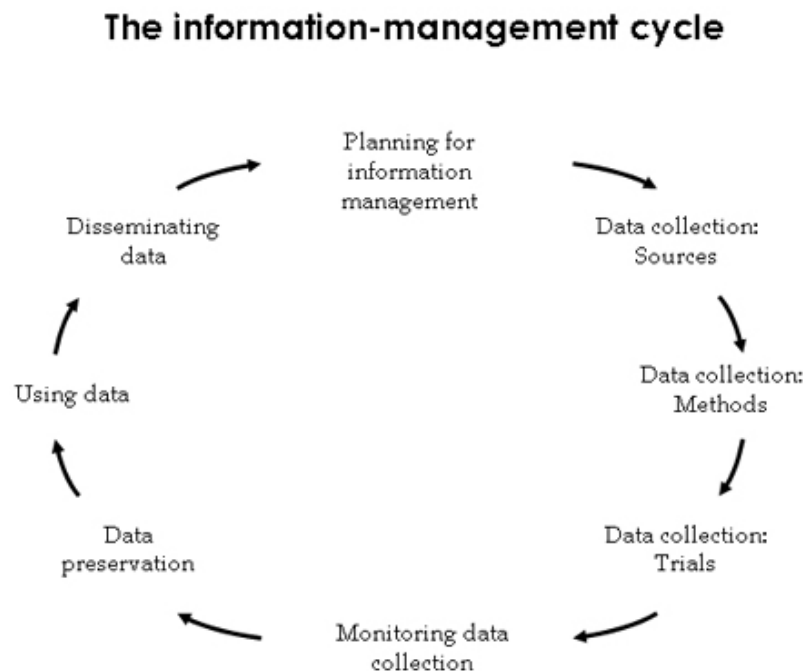 The information-management cycle
Planning for
information
management
Data collection:
Sources
Data collection:
Methods
Data collection:
Trials
Monitoring data
collection
Data
preservation
Using data
Disseminating
data